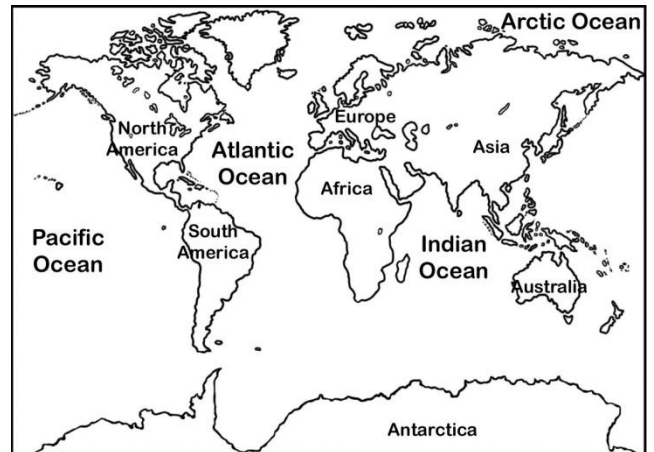 Arctic Ocean
North
America
Atlantic
Ocean
Europe
Asia
Africa
Pacific
Ocean
South
America
Indian
Ocean
Australia
Antarctica